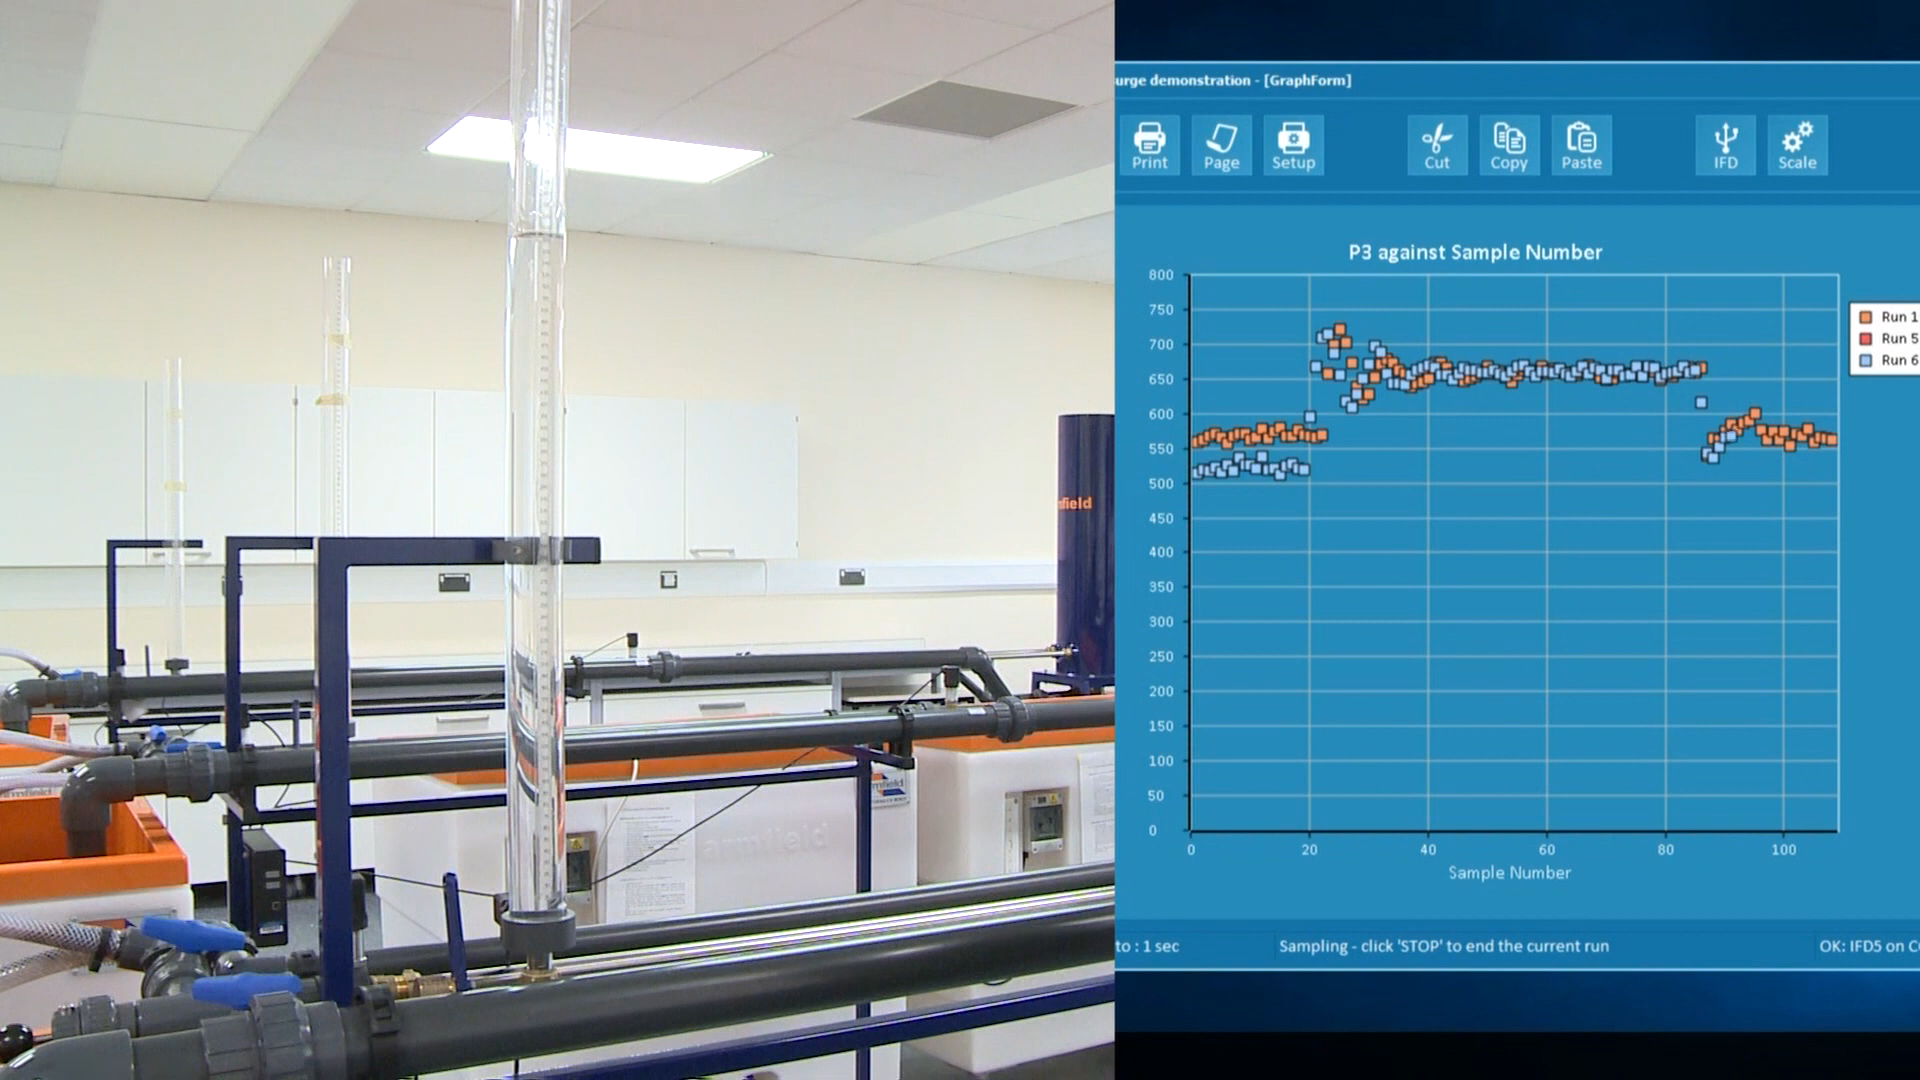 urge demonstration - [GraphForm]
Print
Page
Setup
Cut
Copy
Paste
IFD
Scale
P3 against Sample Number
800
750
700
650
600
550
500
450
400
350
300
250
200
150
100
50
0
0
20
40
60
80
100
Sample Number
Run 1
Run 5
Run 6
to : 1 sec
Sampling - click 'STOP' to end the current run
OK: IFD5 on C
field
armfield